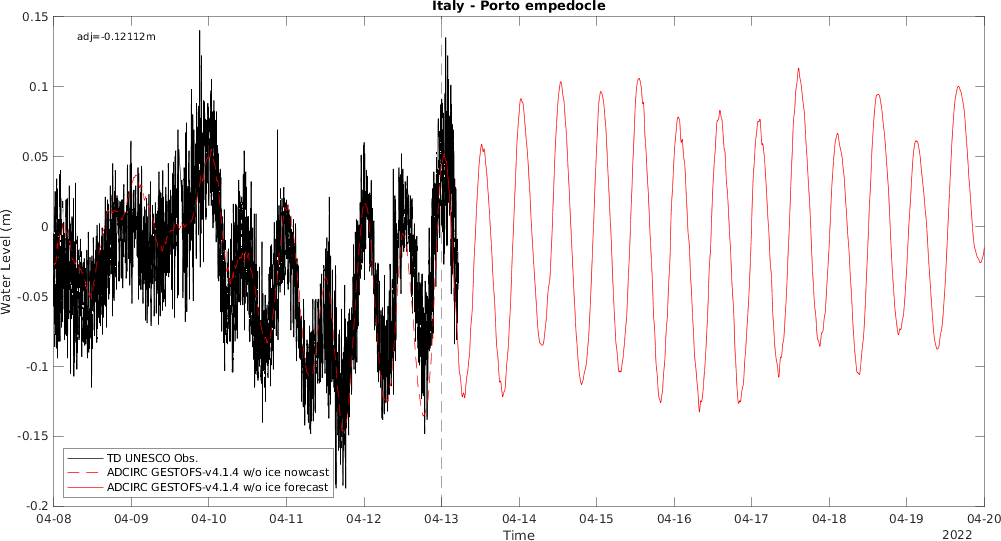 Italy - Porto empedocle
adj=-0.12112m
0.15
0.1
0.05
0
-0.05
-0.1
-0.15
-0.2
Water Level (m)
TD UNESCO Obs.
ADCIRC GESTOFS-v4.1.4 w/o ice nowcast
ADCIRC GESTOFS-v4.1.4 w/o ice forecast
04-08 04-09 04-10 04-11 04-12 04-13 04-14 04-15 04-16 04-17 04-18 04-19 04-20
Time
2022